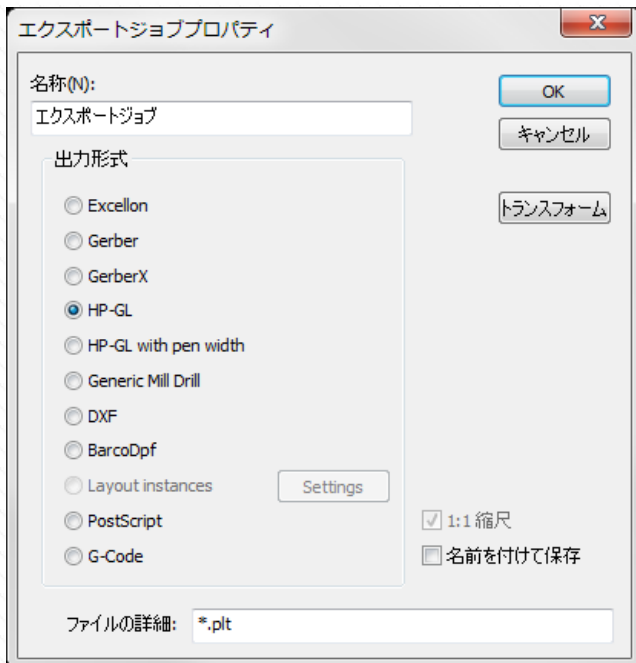 エクスポートジョブプロパティ
名称(N):
エクスポートジョブ
OK
キャンセル
トランスフォーム
出力形式
Excellon
Gerber
GerberX
HP-GL
HP-GL with pen width
Generic Mill Drill
DXF
BarcoDpf
Layout instances
Settings
PostScript
1:1 縮尺
G-Code
名前を付けて保存
ファイルの詳細:
*.plt